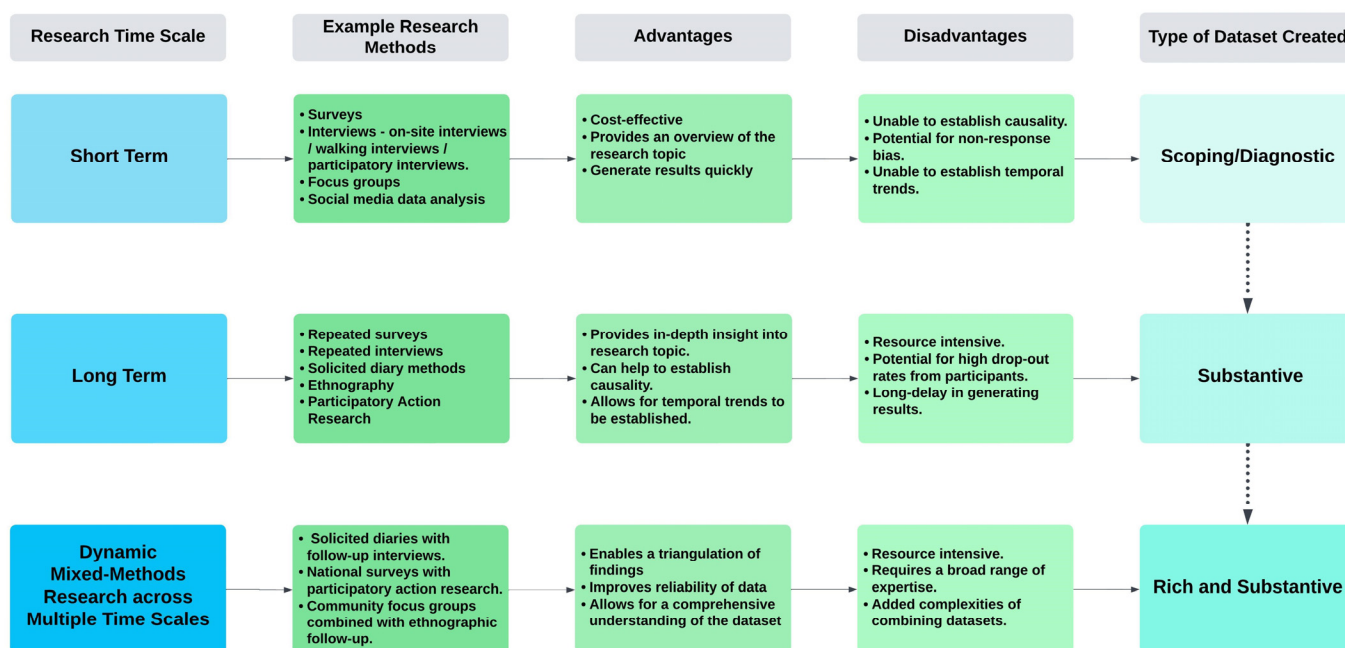 Research Time Scale
Example Research
Methods
Advantages
Disadvantages
Type of Dataset Created
Short Term
• Surveys
• Interviews - on-site interviews
/ walking interviews /
participatory interviews.
• Focus groups
• Social media data analysis
• Cost-effective
• Provides an overview of the
research topic
• Generate results quickly
• Unable to establish causality.
• Potential for non-response
bias.
• Unable to establish temporal
trends.
Scoping/Diagnostic
Long Term
• Repeated surveys
• Repeated interviews
• Solicited diary methods
• Ethnography
• Participatory Action
Research
• Provides in-depth insight into
research topic.
• Can help to establish
causality.
• Allows for temporal trends to
be established.
• Resource intensive.
• Potential for high drop-out
rates from participants.
• Long-delay in generating
results.
Substantive
Dynamic
Mixed-Methods
Research across
Multiple Time Scales
• Solicited diaries with
follow-up interviews.
• National surveys with
participatory action research.
• Community focus groups
combined with ethnographic
follow-up.
• Enables a triangulation of
findings
• Improves reliability of data
• Allows for a comprehensive
understanding of the dataset
• Resource intensive.
• Requires a broad range of
expertise.
• Added complexities of
combining datasets.
Rich and Substantive